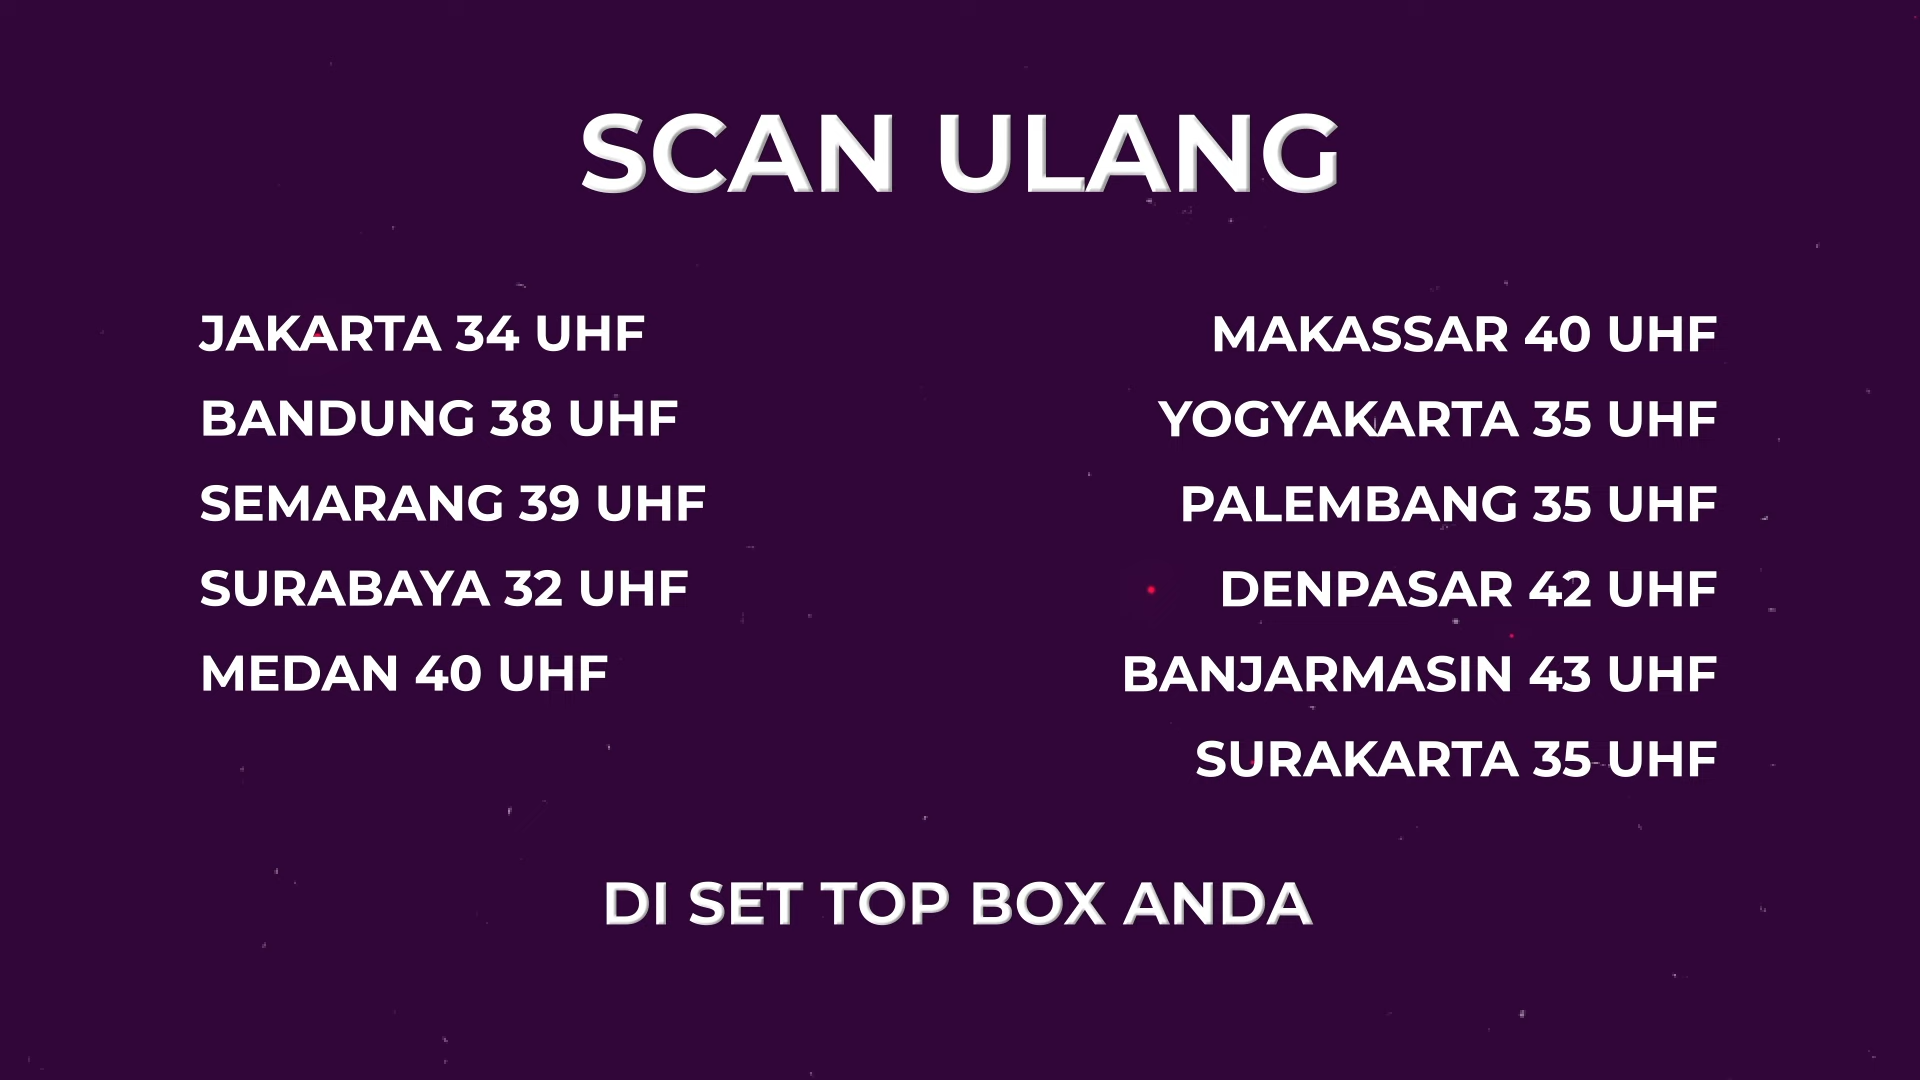 SCAN ULANG
JAKARTA 34 UHF
BANDUNG 38 UHF
SEMARANG 39 UHF
SURABAYA 32 UHF
MEDAN 40 UHF
MAKASSAR 40 UHF
YOGYAKARTA 35 UHF
PALEMBANG 35 UHF
DENPASAR 42 UHF
BANJARMASIN 43 UHF
SURAKARTA 35 UHF
DI SET TOP BOX ANDA